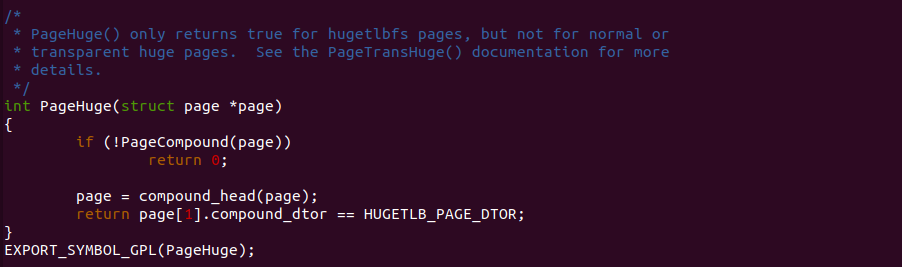 /*
 * PageHuge() only returns true for hugetlbfs pages, but not for normal or
 * transparent huge pages.  See the PageTransHuge() documentation for more
 * details.
 */
int PageHuge(struct page *page)
{
        if (!PageCompound(page))
                return 0;

        page = compound_head(page);
        return page[1].compound_dtor == HUGETLB_PAGE_DTOR;
}
EXPORT_SYMBOL_GPL(PageHuge);